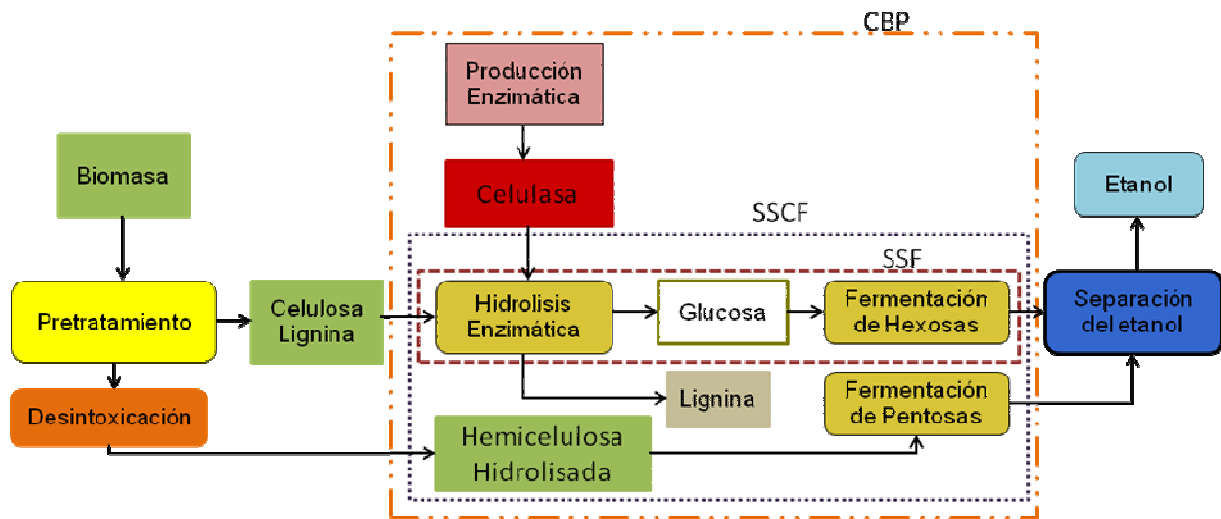 CBP
Producción
Enzimática
Biomasa
Celulasa
Etanol
SSCF
SSF
Pretratamiento
Celulosa
Lignina
Hidrolisis
Enzimática
Glucosa
Fermentación
de Hexosas
Separación
del etanol
Desintoxicación
Lignina
Fermentación
de Pentosas
Hemicelulosa
Hidrolisada